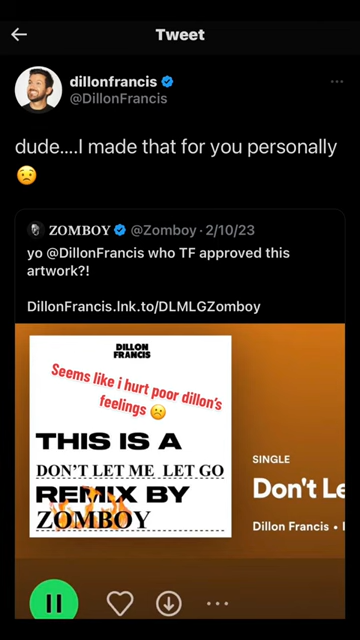 Tweet
dillonfrancis
@DillonFrancis
dude....I made that for you personally
😟
ZOMBOY @Zomboy · 2/10/23
yo @DillonFrancis who TF approved this
artwork?!
DillonFrancis.lnk.to/DLMLGZomboy
DILLON
FRANCIS
Seems like i hurt poor dillon's
feelings ☹️
THIS IS A
DON'T LET ME LET GO
REMIX BY
ZOMBOY
SINGLE
Don't Le
Dillon Francis •